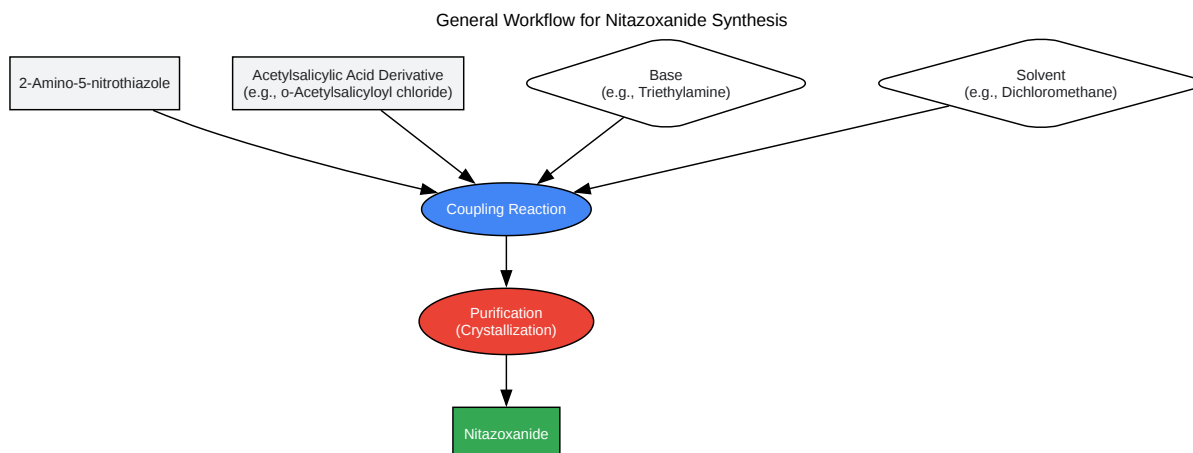 General Workflow for Nitazoxanide Synthesis
2-Amino-5-nitrothiazole
Acetylsalicylic Acid Derivative
(e.g., o-Acetylsalicyloyl chloride)
Base
(e.g., Triethylamine)
Solvent
(e.g., Dichloromethane)
Coupling Reaction
Purification
(Crystallization)
Nitazoxanide